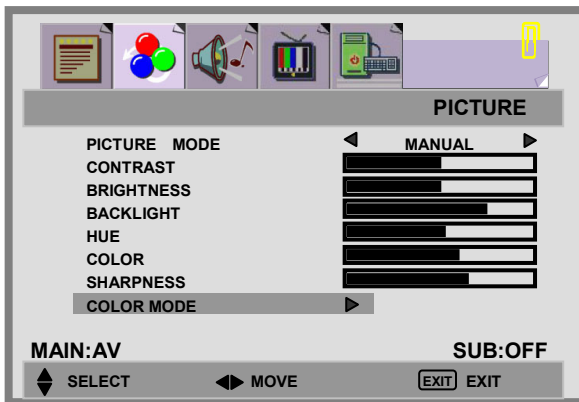 PICTURE
PICTURE MODE MANUAL
CONTRAST
BRIGHTNESS
BACKLIGHT
HUE
COLOR
SHARPNESS
COLOR MODE
MAIN:AV SUB:OFF
SELECT MOVE EXIT EXIT